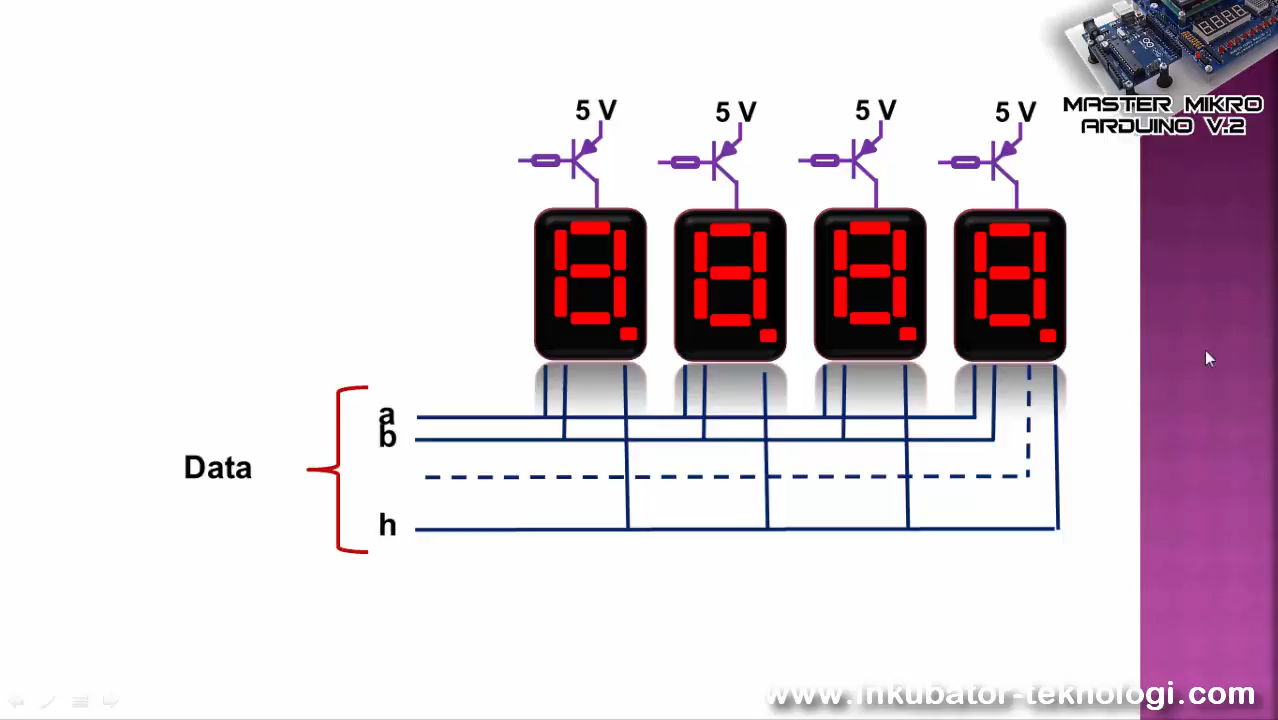 MASTER MIKRO
ARDUINO V.2
5 V
5 V
5 V
5 V
a
b
Data
h
www.inkubator-teknologi.com